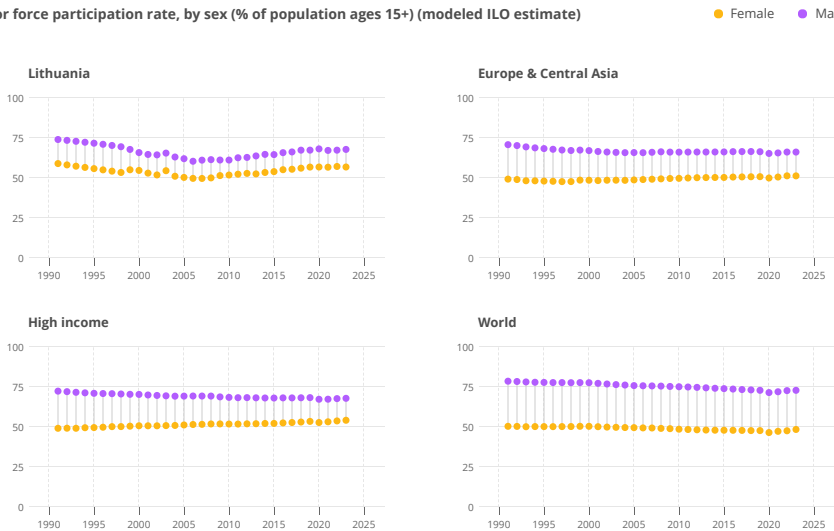 r force participation rate, by sex (% of population ages 15+) (modeled ILO estimate)
Female Ma
Lithuania
100
75
50
25
0
1990 1995 2000 2005 2010 2015 2020 2025
Europe & Central Asia
100
75
50
25
0
1990 1995 2000 2005 2010 2015 2020 2025
High income
100
75
50
25
0
1990 1995 2000 2005 2010 2015 2020 2025
World
100
75
50
25
0
1990 1995 2000 2005 2010 2015 2020 2025